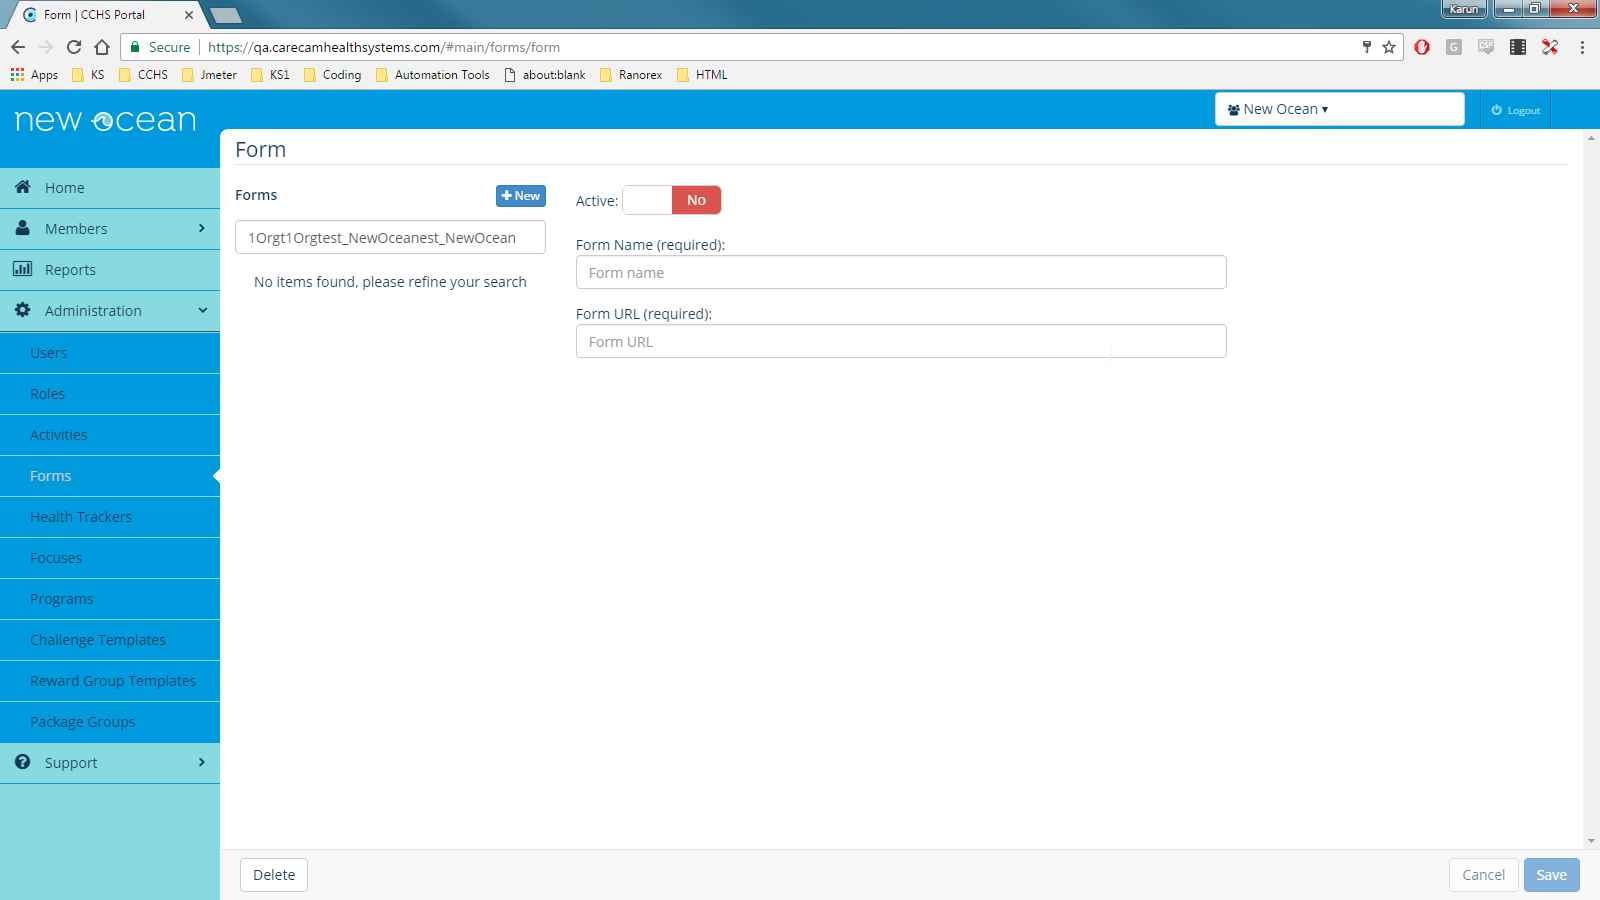 Form | CCHS Portal
Karun
Secure https://qa.carecamhealthsystems.com/#main/forms/form
Apps KS CCHS Jmeter KS1 Coding Automation Tools about:blank Ranorex HTML
new ocean
New Ocean
Logout
Form
Home
Members
Reports
Administration
Users
Roles
Activities
Forms
Health Trackers
Focuses
Programs
Challenge Templates
Reward Group Templates
Package Groups
Support
Forms
New
1Orgt1Orgtest_NewOceanest_NewOcean
No items found, please refine your search
Active: No
Form Name (required):
Form name
Form URL (required):
Form URL
Delete
Cancel
Save